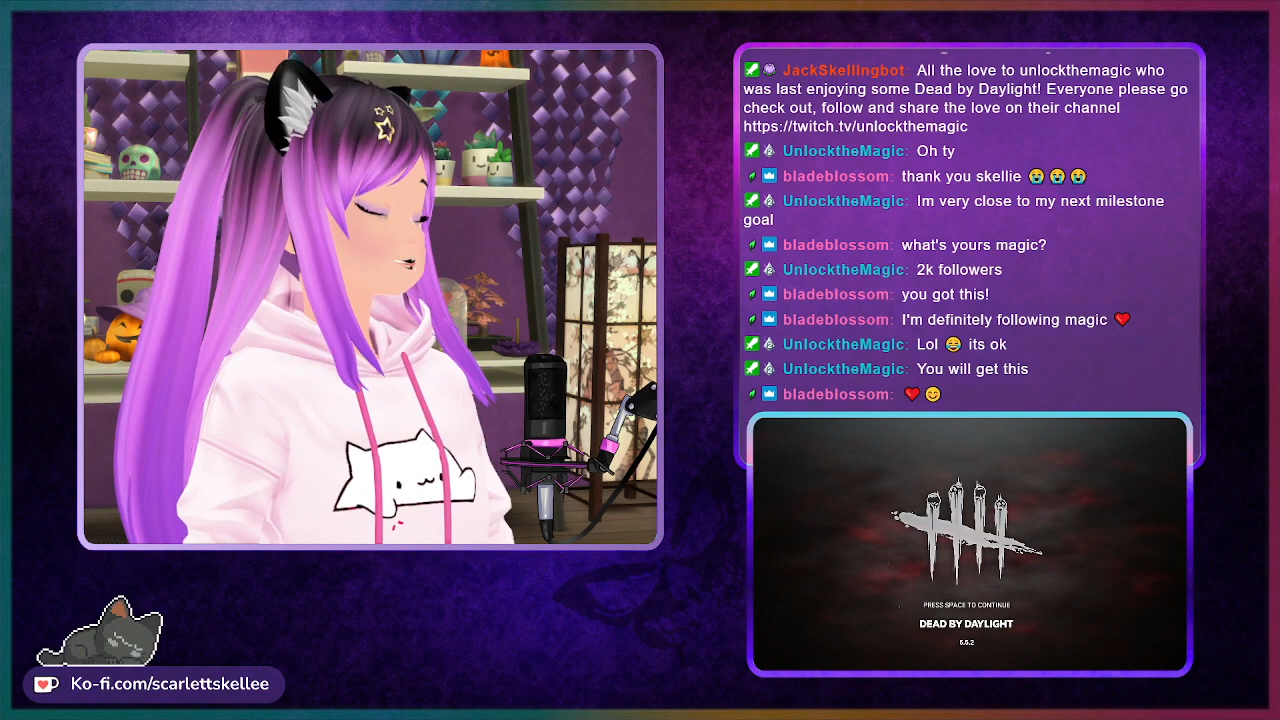 JackSkellingbot: All the love to unlockthemagic who
was last enjoying some Dead by Daylight! Everyone please go
check out, follow and share the love on their channel
https://twitch.tv/unlockthemagic
UnlocktheMagic: Oh ty
bladeblossom: thank you skellie 😭 😭 😭
UnlocktheMagic: Im very close to my next milestone
goal
bladeblossom: what's yours magic?
UnlocktheMagic: 2k followers
bladeblossom: you got this!
bladeblossom: I'm definitely following magic ❤️
UnlocktheMagic: Lol 😂 its ok
UnlocktheMagic: You will get this
bladeblossom: ❤️ 😊
PRESS SPACE TO CONTINUE
DEAD BY DAYLIGHT
5.5.2
Ko-fi.com/scarlettskellee